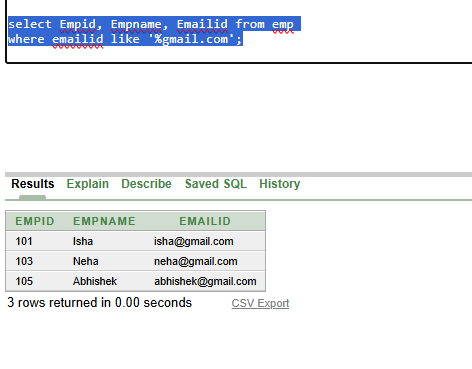 select Empid, Empname, Emailid from emp
where emailid like '%gmail.com';
Results Explain Describe Saved SQL History
EMPID EMPNAME EMAILID
101 Isha isha@gmail.com
103 Neha neha@gmail.com
105 Abhishek abhishek@gmail.com
3 rows returned in 0.00 seconds CSV Export